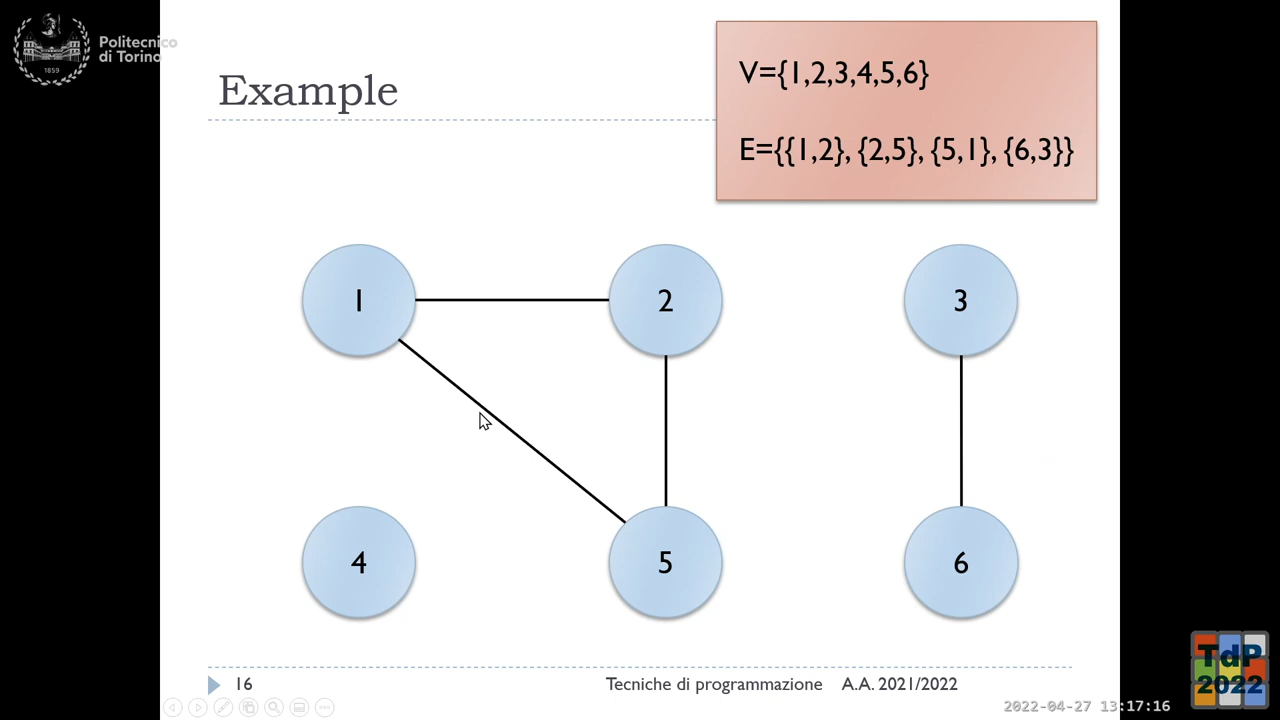 Politecnico
di Torino
1859
Example
V={1,2,3,4,5,6}
E={{1,2}, {2,5}, {5,1}, {6,3}}
1
2
3
4
5
6
16
Tecniche di programmazione
A.A. 2021/2022
TdP
2022
2022-04-27 13:17:16